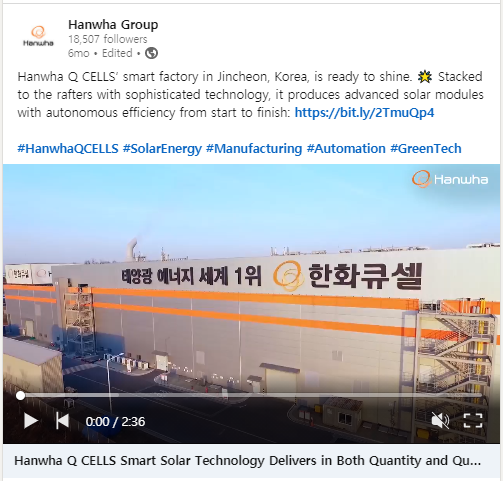 Hanwha Group
Hanwha
18,507 followers
6mo • Edited •
Hanwha Q CELLS' smart factory in Jincheon, Korea, is ready to shine. 💥 Stacked
to the rafters with sophisticated technology, it produces advanced solar modules
with autonomous efficiency from start to finish: https://bit.ly/2TmuQp4
#HanwhaQCELLS #SolarEnergy #Manufacturing #Automation #GreenTech
Hanwha
태양광 에너지 세계 1위 한화큐셀
0:00 / 2:36
Hanwha Q CELLS Smart Solar Technology Delivers in Both Quantity and Qu...